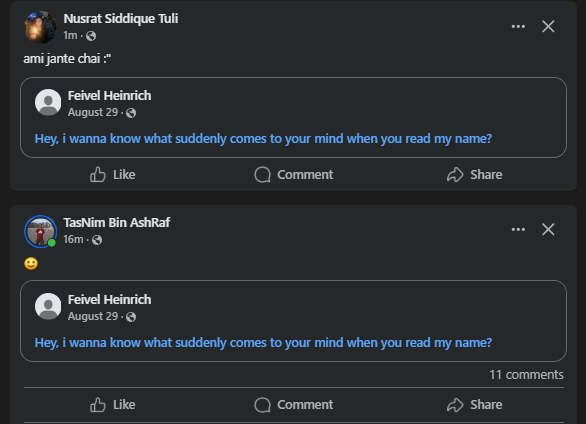 Nusrat Siddique Tuli
1m ·
ami jante chai :"
Feivel Heinrich
August 29 ·
Hey, i wanna know what suddenly comes to your mind when you read my name?
Like Comment Share
TasNim Bin AshRaf
16m ·
🙂
Feivel Heinrich
August 29 ·
Hey, i wanna know what suddenly comes to your mind when you read my name?
11 comments
Like Comment Share